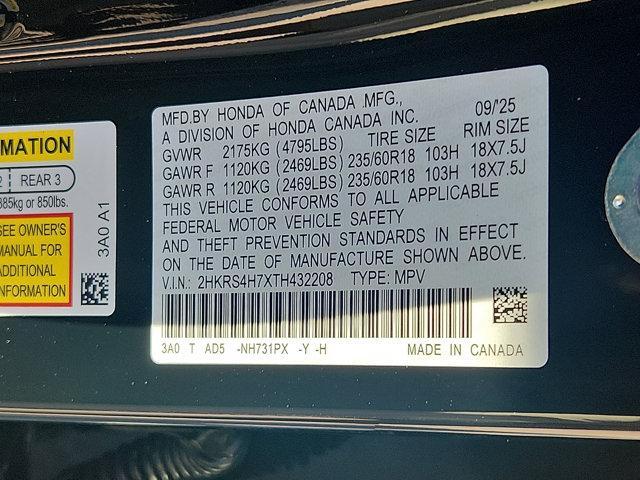 MFD.BY HONDA OF CANADA MFG., 09/'25
A DIVISION OF HONDA CANADA INC.
GVWR 2175KG (4795LBS) TIRE SIZE RIM SIZE
GAWR F 1120KG (2469LBS) 235/60R18 103H 18X7.5J
GAWR R 1120KG (2469LBS) 235/60R18 103H 18X7.5J
THIS VEHICLE CONFORMS TO ALL APPLICABLE
FEDERAL MOTOR VEHICLE SAFETY
AND THEFT PREVENTION STANDARDS IN EFFECT
ON THE DATE OF MANUFACTURE SHOWN ABOVE.
V.I.N.: 2HKRS4H7XTH432208 TYPE: MPV
3A0 T AD5 -NH731PX -Y -H MADE IN CANADA
MATION
2 REAR 3
385kg or 850lbs.
SEE OWNER'S
MANUAL FOR
ADDITIONAL
INFORMATION
3A0 A1